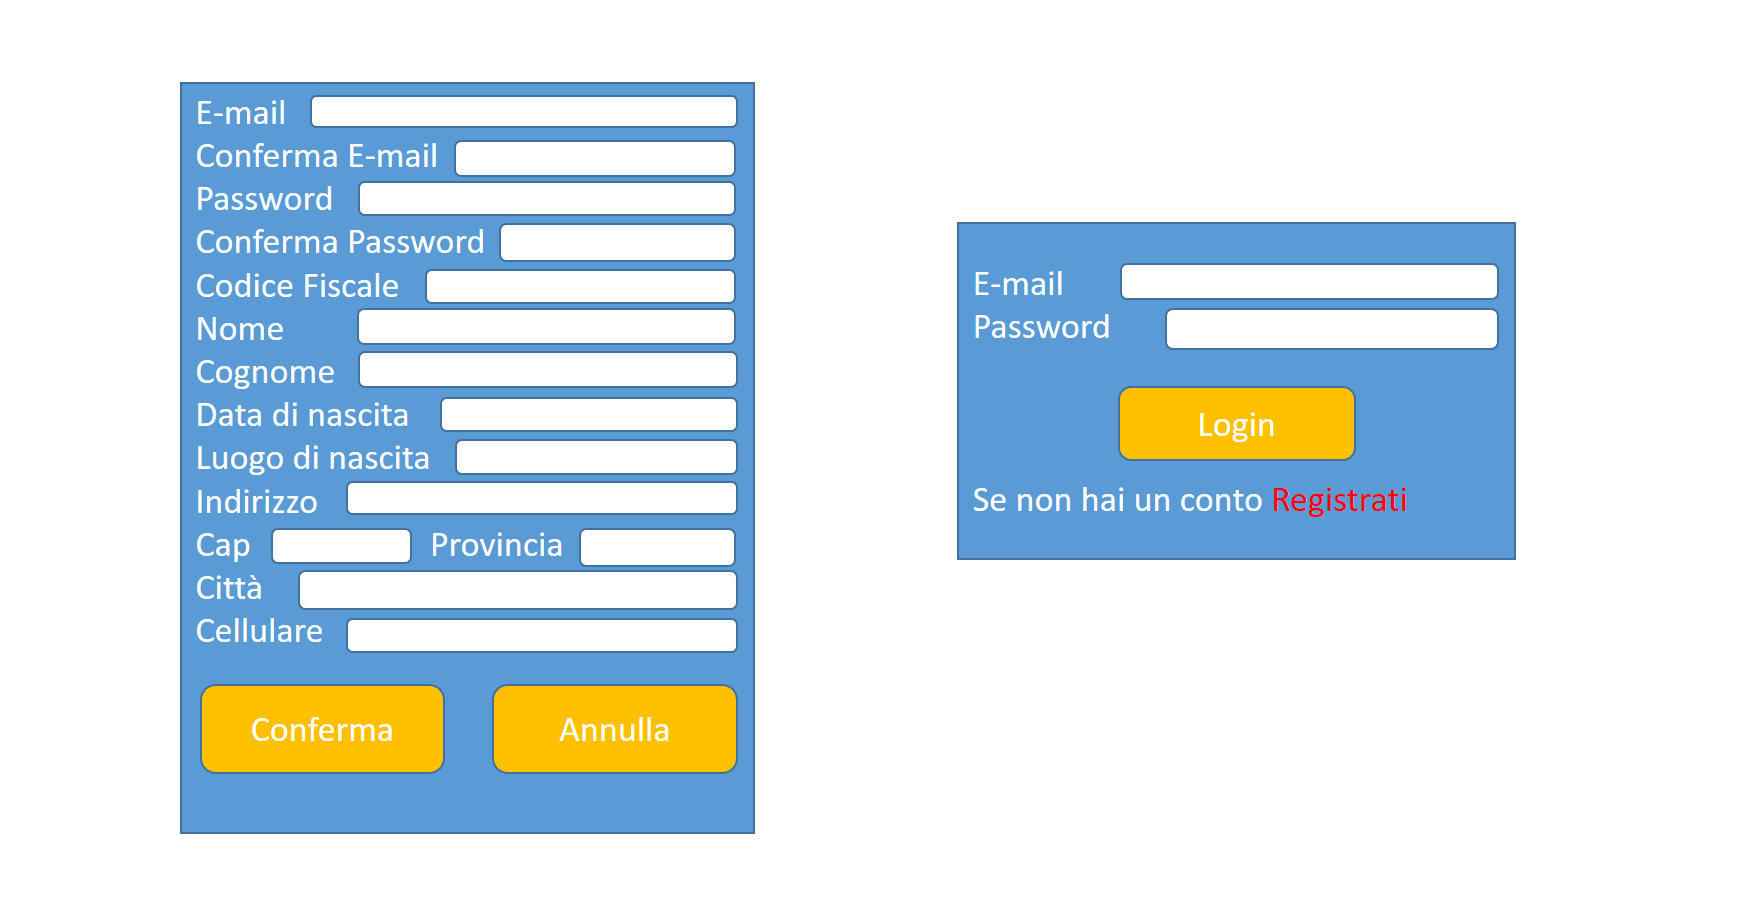 E-mail
Conferma E-mail
Password
Conferma Password
Codice Fiscale
Nome
Cognome
Data di nascita
Luogo di nascita
Indirizzo
Cap Provincia
Città
Cellulare
Conferma Annulla
E-mail
Password
Login
Se non hai un conto Registrati